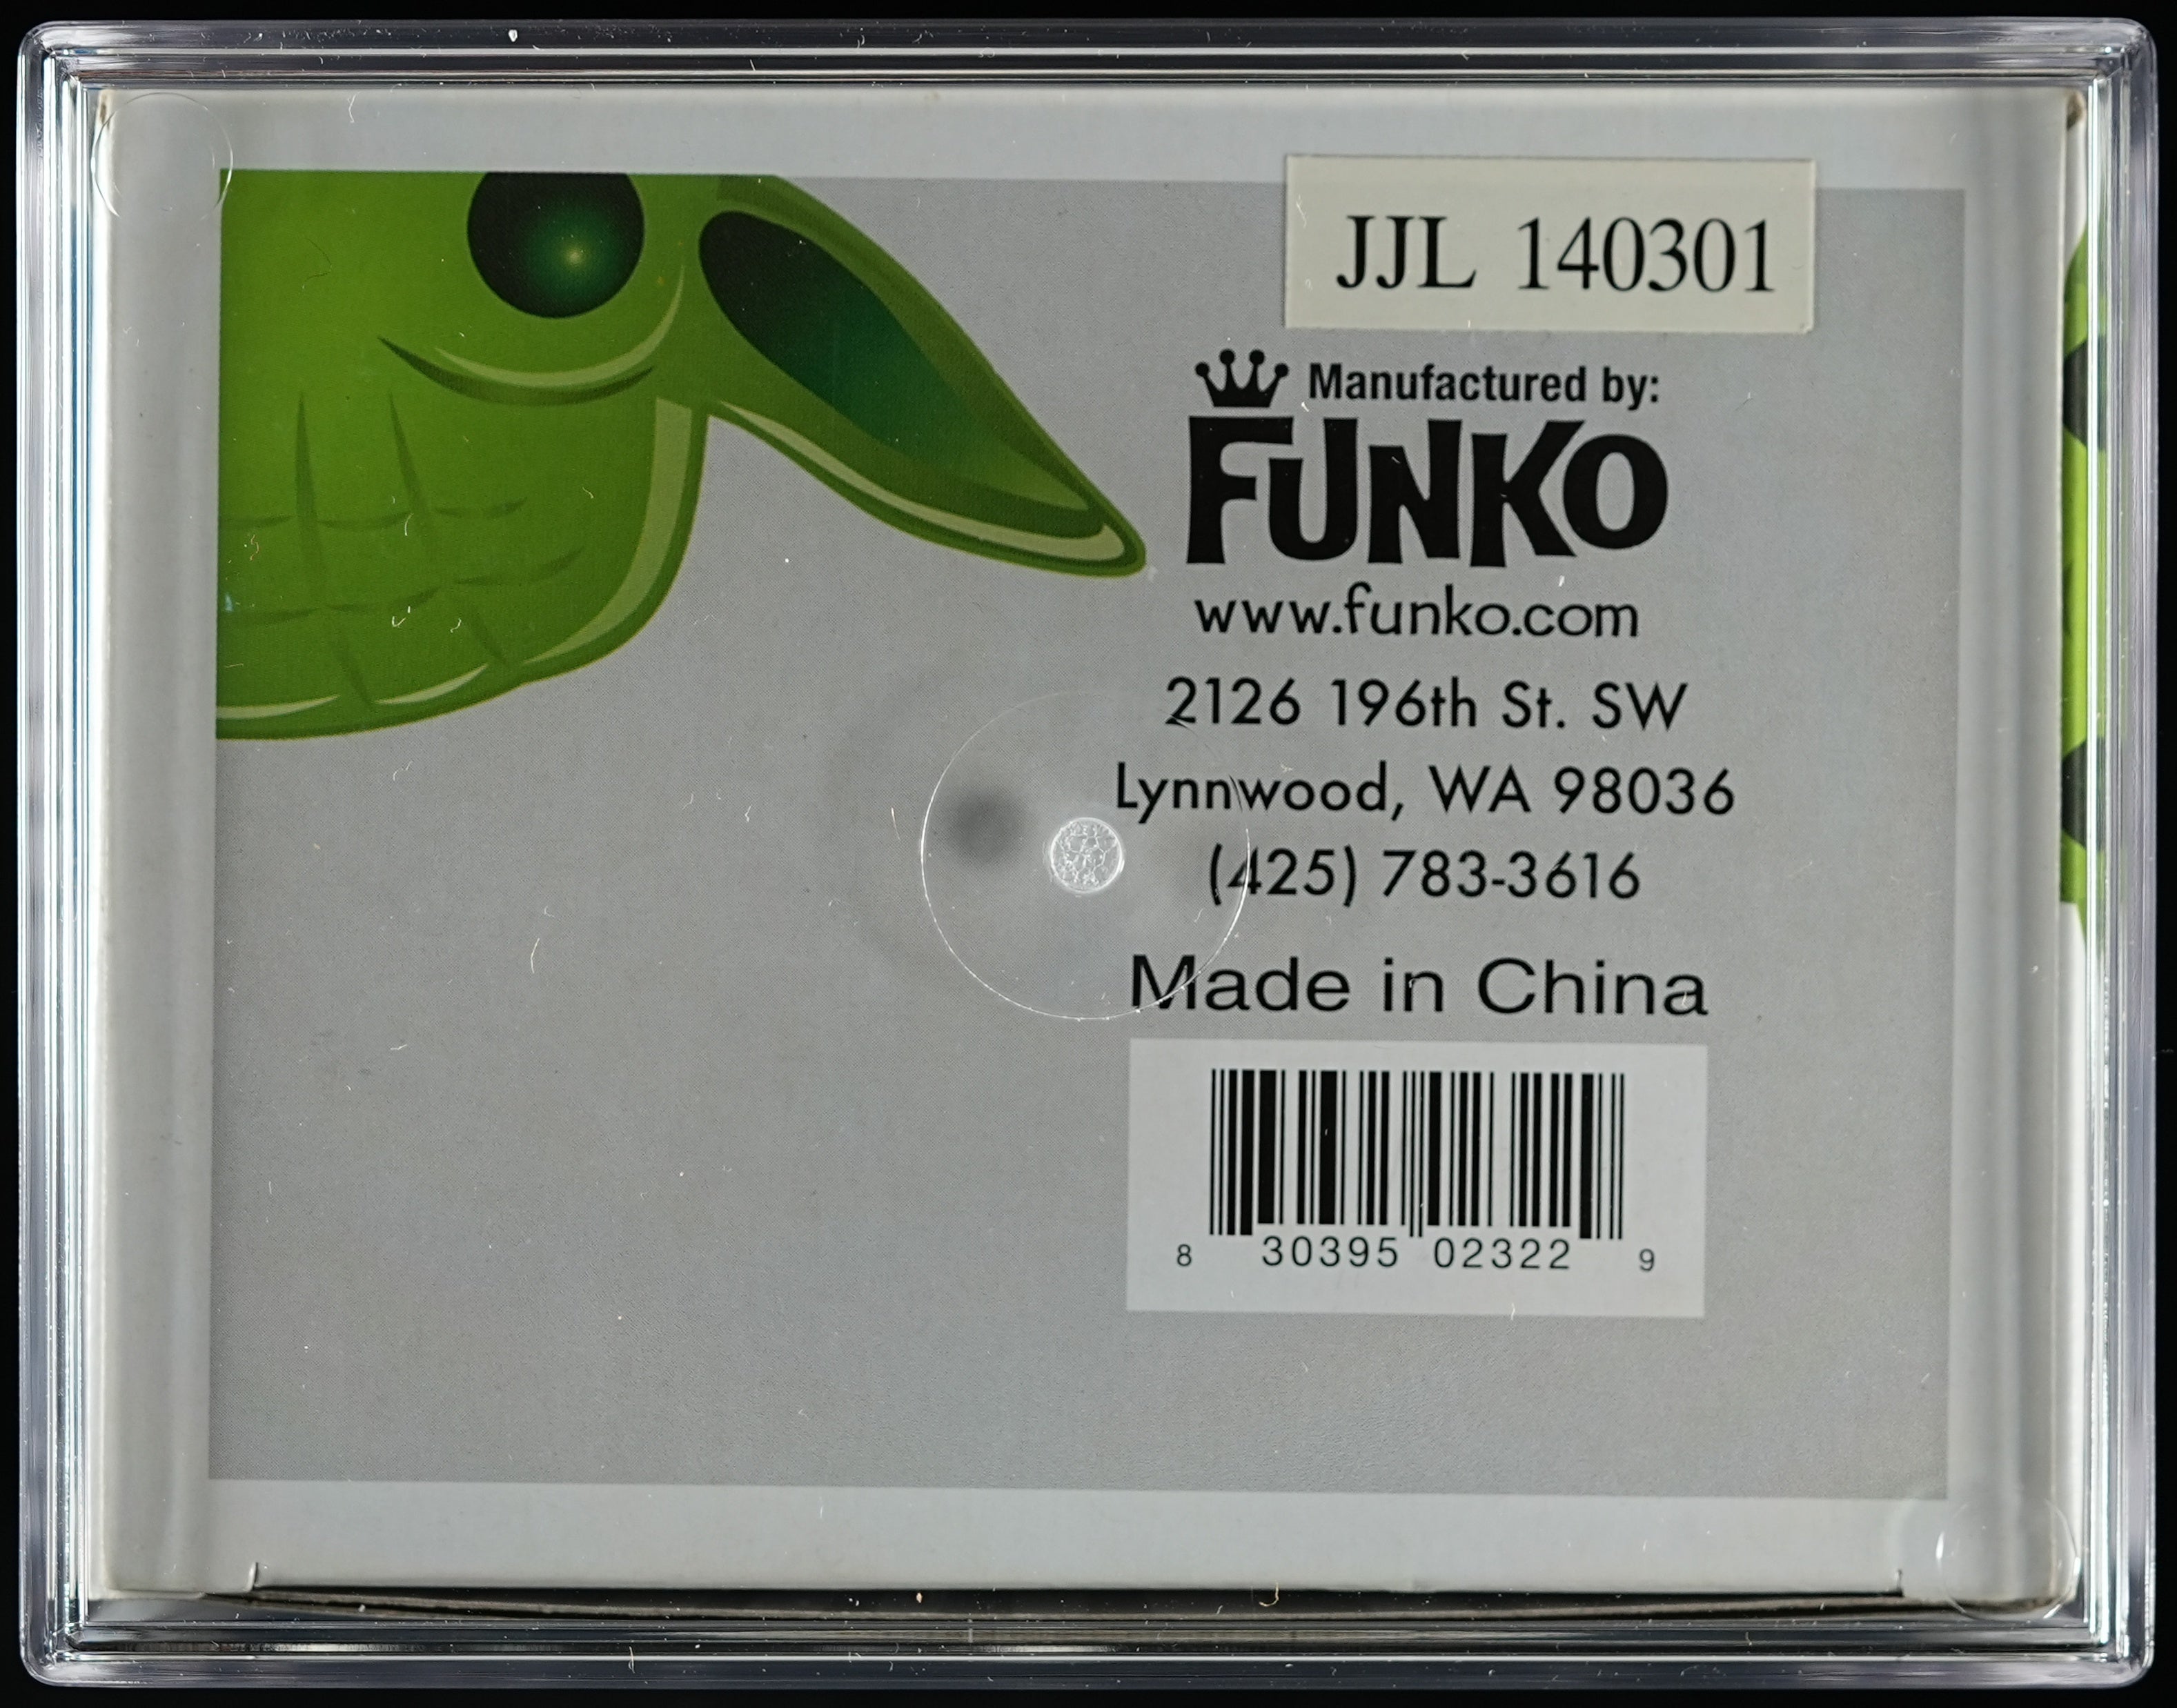 JJL 140301
Manufactured by:
FUNKO
www.funko.com
2126 196th St. SW
Lynnwood, WA 98036
(425) 783-3616
Made in China
8 30395 02322 9